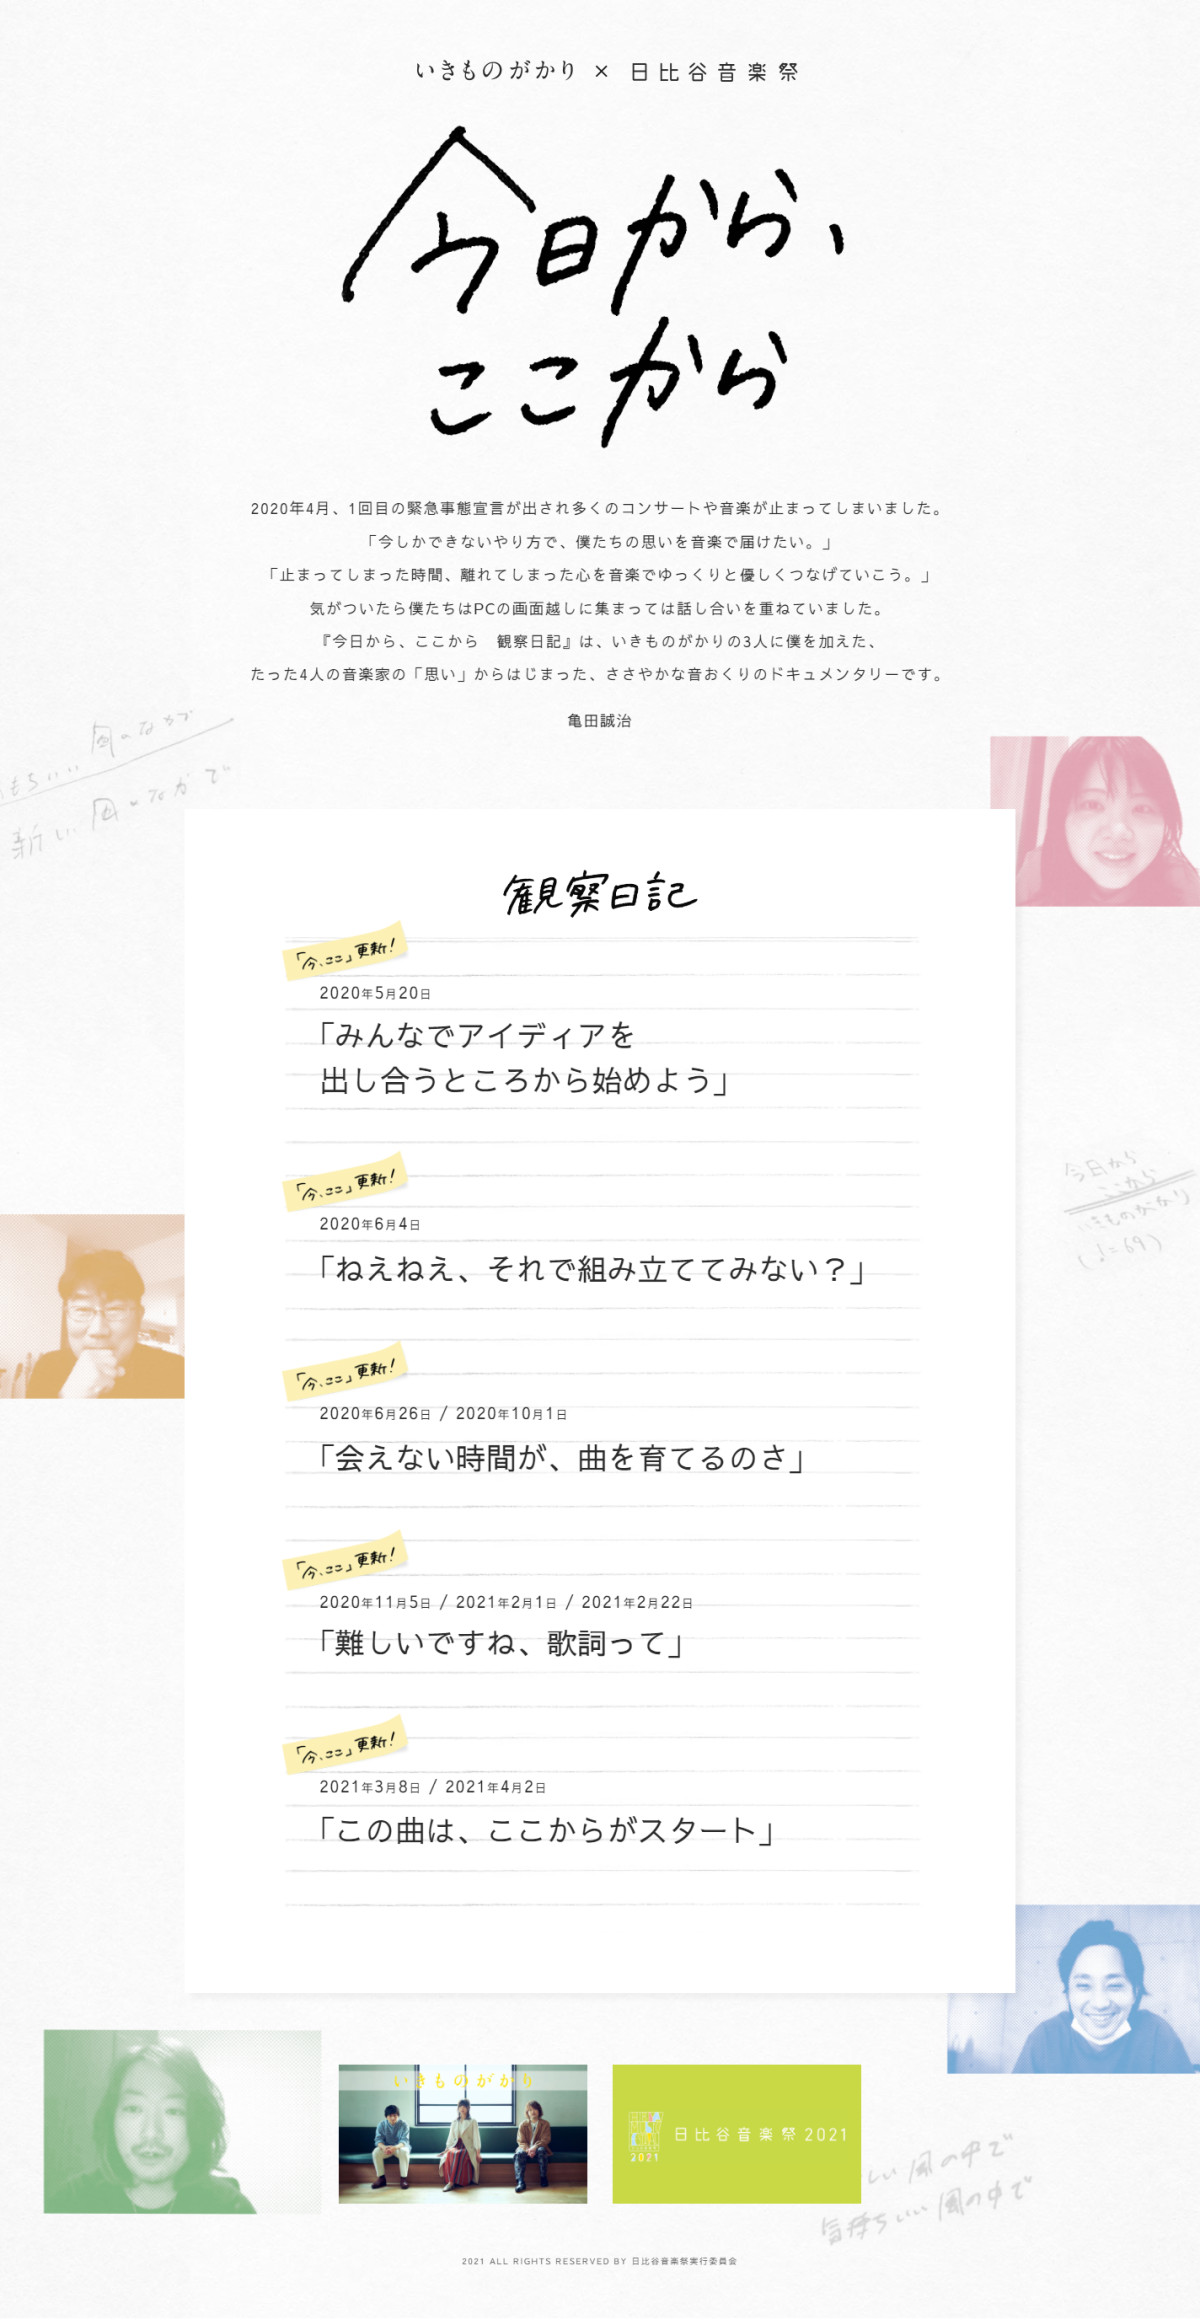 いきものがかり × 日比谷音楽祭
今日から、
ここから
2020年4月、1回目の緊急事態宣言が出され多くのコンサートや音楽が止まってしまいました。
「今しかできないやり方で、僕たちの思いを音楽で届けたい。」
「止まってしまった時間、離れてしまった心を音楽でゆっくりと優しくつなげていこう。」
気がついたら僕たちはPCの画面越しに集まっては話し合いを重ねていました。
『今日から、ここから　観察日記』は、いきものがかりの3人に僕を加えた、
たった4人の音楽家の「思い」からはじまった、ささやかな音おくりのドキュメンタリーです。
亀田誠治
もちいい 風のなかで
新しい 風のなかで
観察日記
「今、ここ」更新!
2020年5月20日
「みんなでアイディアを
出し合うところから始めよう」
今日から
ここから
いきものがかり
(♩=69)
「今、ここ」更新!
2020年6月4日
「ねえねえ、それで組み立ててみない？」
「今、ここ」更新!
2020年6月26日 / 2020年10月1日
「会えない時間が、曲を育てるのさ」
「今、ここ」更新!
2020年11月5日 / 2021年2月1日 / 2021年2月22日
「難しいですね、歌詞って」
「今、ここ」更新!
2021年3月8日 / 2021年4月2日
「この曲は、ここからがスタート」
いきものがかり
2021
日比谷音楽祭2021
しい 風の中で
気持ちいい 風の中で
2021 ALL RIGHTS RESERVED BY 日比谷音楽祭実行委員会